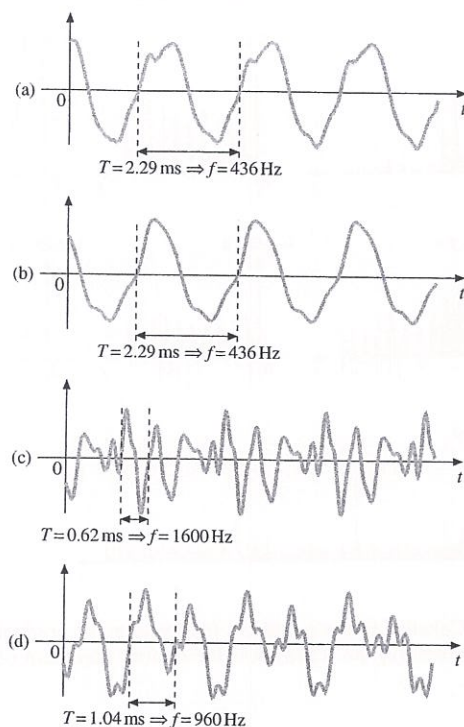 (a)
0
t
T = 2.29 ms ⇒ f = 436 Hz
(b)
0
t
T = 2.29 ms ⇒ f = 436 Hz
(c)
0
t
T = 0.62 ms ⇒ f = 1600 Hz
(d)
0
t
T = 1.04 ms ⇒ f = 960 Hz